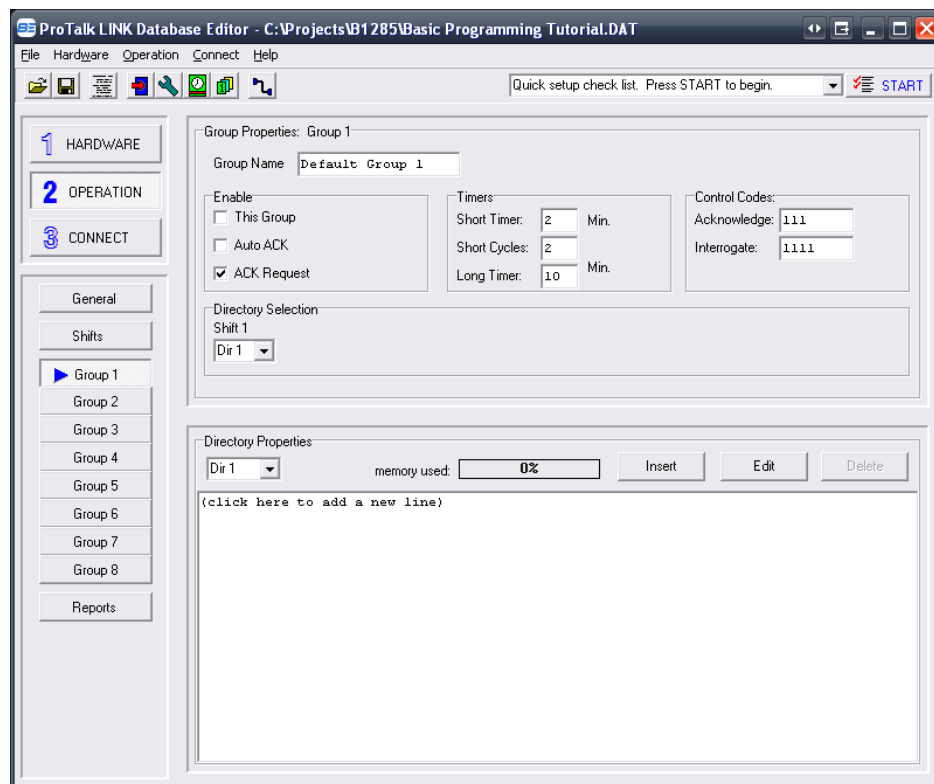 ProTalk LINK Database Editor - C:\Projects\B1285\Basic Programming Tutorial.DAT
File Hardware Operation Connect Help
Quick setup check list. Press START to begin.
START
1 HARDWARE
2 OPERATION
3 CONNECT
General
Shifts
Group 1
Group 2
Group 3
Group 4
Group 5
Group 6
Group 7
Group 8
Reports
Group Properties: Group 1
Group Name Default Group 1
Enable
This Group
Auto ACK
ACK Request
Timers
Short Timer: 2 Min.
Short Cycles: 2
Long Timer: 10 Min.
Control Codes:
Acknowledge: 111
Interrogate: 1111
Directory Selection
Shift 1
Dir 1
Directory Properties
Dir 1 memory used: 0% Insert Edit Delete
(click here to add a new line)